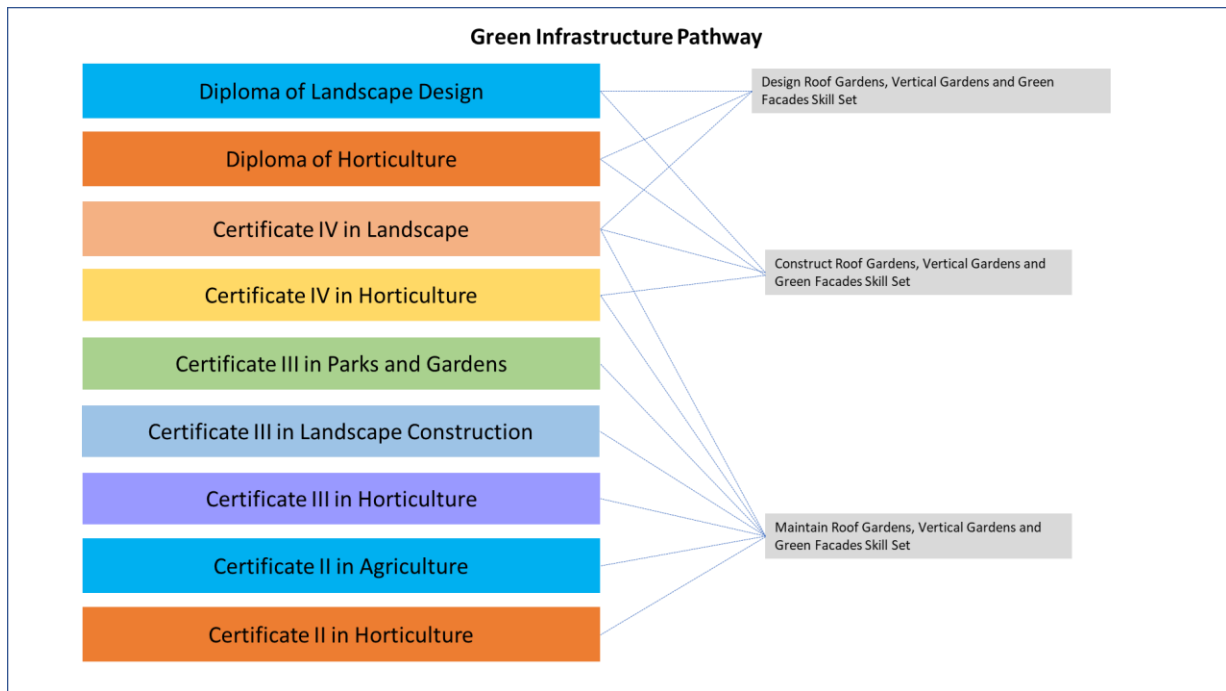 Green Infrastructure Pathway
Diploma of Landscape Design
Design Roof Gardens, Vertical Gardens and Green
Facades Skill Set
Diploma of Horticulture
Certificate IV in Landscape
Construct Roof Gardens, Vertical Gardens and
Green Facades Skill Set
Certificate IV in Horticulture
Certificate III in Parks and Gardens
Certificate III in Landscape Construction
Certificate III in Horticulture
Maintain Roof Gardens, Vertical Gardens and
Green Facades Skill Set
Certificate II in Agriculture
Certificate II in Horticulture